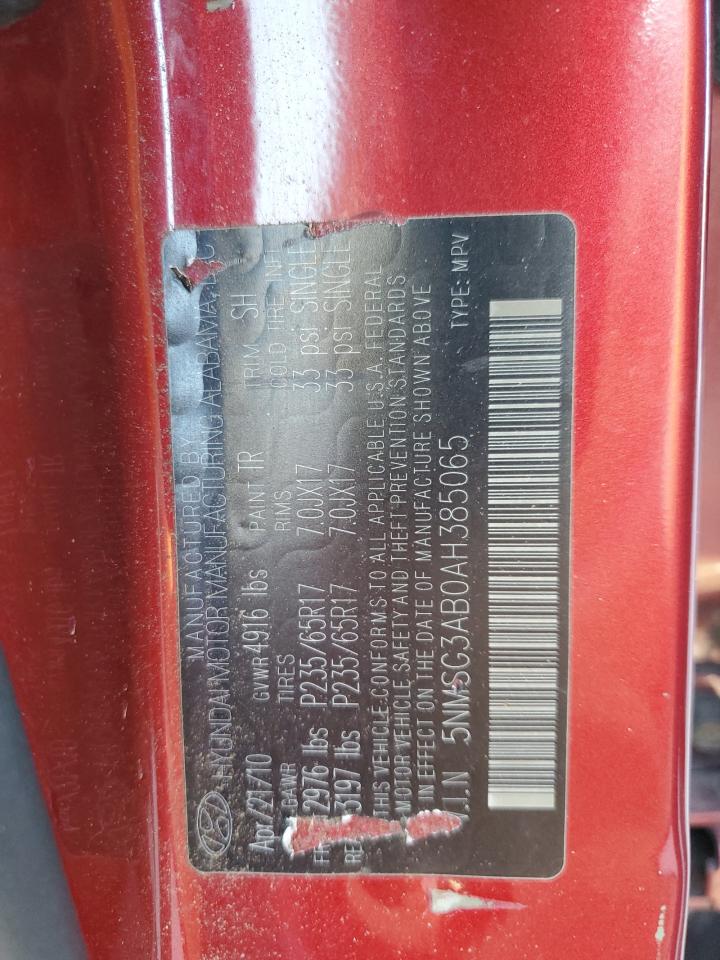 MANUFACTURED BY
HYUNDAI MOTOR MANUFACTURING ALABAMA, LLC
Apr/21/10 GVWR 4916 lbs PAINT TR TRIM SH
GAWR TIRES RIMS COLD TIRE
2976 lbs P235/65R17 7.0JX17 33 psi SINGLE
3197 lbs P235/65R17 7.0JX17 33 psi SINGLE
THIS VEHICLE CONFORMS TO ALL APPLICABLE U.S.A. FEDERAL
MOTOR VEHICLE SAFETY AND THEFT PREVENTION STANDARDS
IN EFFECT ON THE DATE OF MANUFACTURE SHOWN ABOVE
V.I.N 5NMSG3AB0AH385065 TYPE: MPV